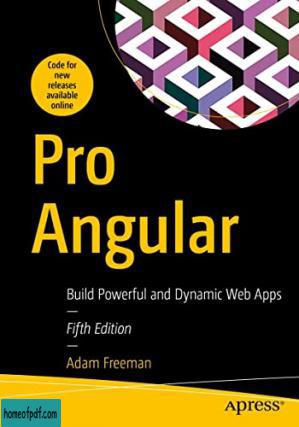 Code for
new
releases
available
online
Pro
Angular
Build Powerful and Dynamic Web Apps
—
Fifth Edition
—
Adam Freeman
homeofpdf.com
Apress®